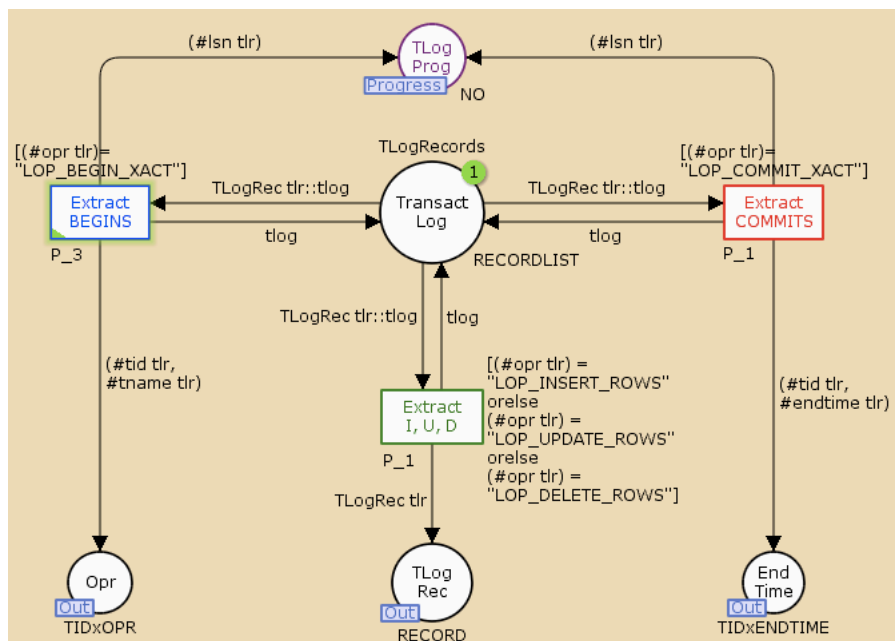 (#lsn tlr)
(#lsn tlr)
TLog
Prog
Progress
NO
[(#opr tlr)=
"LOP_BEGIN_XACT"]
TLogRecords
1
[(#opr tlr)=
"LOP_COMMIT_XACT"]
Extract
BEGINS
P_3
TLogRec tlr::tlog
tlog
Transact
Log
RECORDLIST
TLogRec tlr::tlog
tlog
Extract
COMMITS
P_1
TLogRec tlr::tlog
tlog
(#tid tlr,
#tname tlr)
Extract
I, U, D
P_1
[(#opr tlr) =
"LOP_INSERT_ROWS"
orelse
(#opr tlr) =
"LOP_UPDATE_ROWS"
orelse
(#opr tlr) =
"LOP_DELETE_ROWS"]
(#tid tlr,
#endtime tlr)
TLogRec tlr
Opr
Out
TIDxOPR
TLog
Rec
Out
RECORD
End
Time
Out
TIDxENDTIME